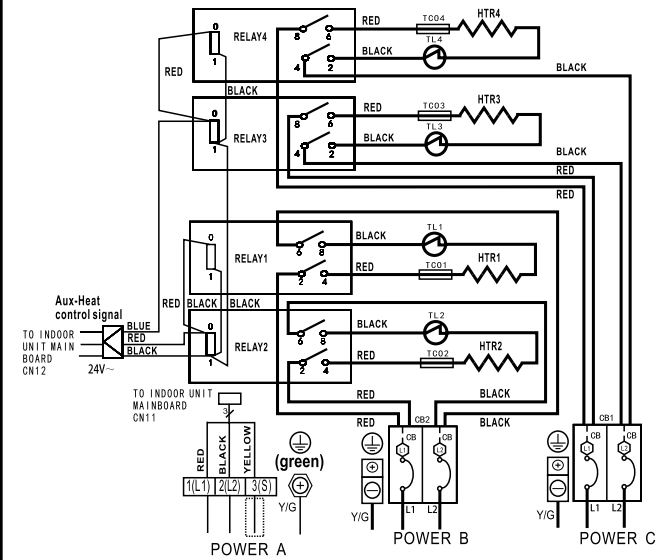 0
RELAY4
1
8
6
4
2
RED
TCO4
HTR4
BLACK
TL4
BLACK
RED
BLACK
0
RELAY3
1
8
6
4
2
RED
TCO3
HTR3
BLACK
TL3
BLACK
RED
RED
0
RELAY1
1
6
8
2
4
BLACK
TL1
RED
TCO1
HTR1
RED
BLACK
BLACK
0
RELAY2
1
6
8
2
4
BLACK
TL2
RED
TCO2
HTR2
Aux-Heat
control signal
TO INDOOR
UNIT MAIN
BOARD
CN12
BLUE
RED
BLACK
24V~
TO INDOOR UNIT
MAINBOARD
CN11
3
RED
BLACK
YELLOW
1(L1)
2(L2)
3(S)
(green)
Y/G
POWER A
RED
BLACK
RED
BLACK
CB2
CB
CB
L1
L2
L1
L2
Y/G
POWER B
CB1
CB
CB
L1
L2
L1
L2
Y/G
POWER C